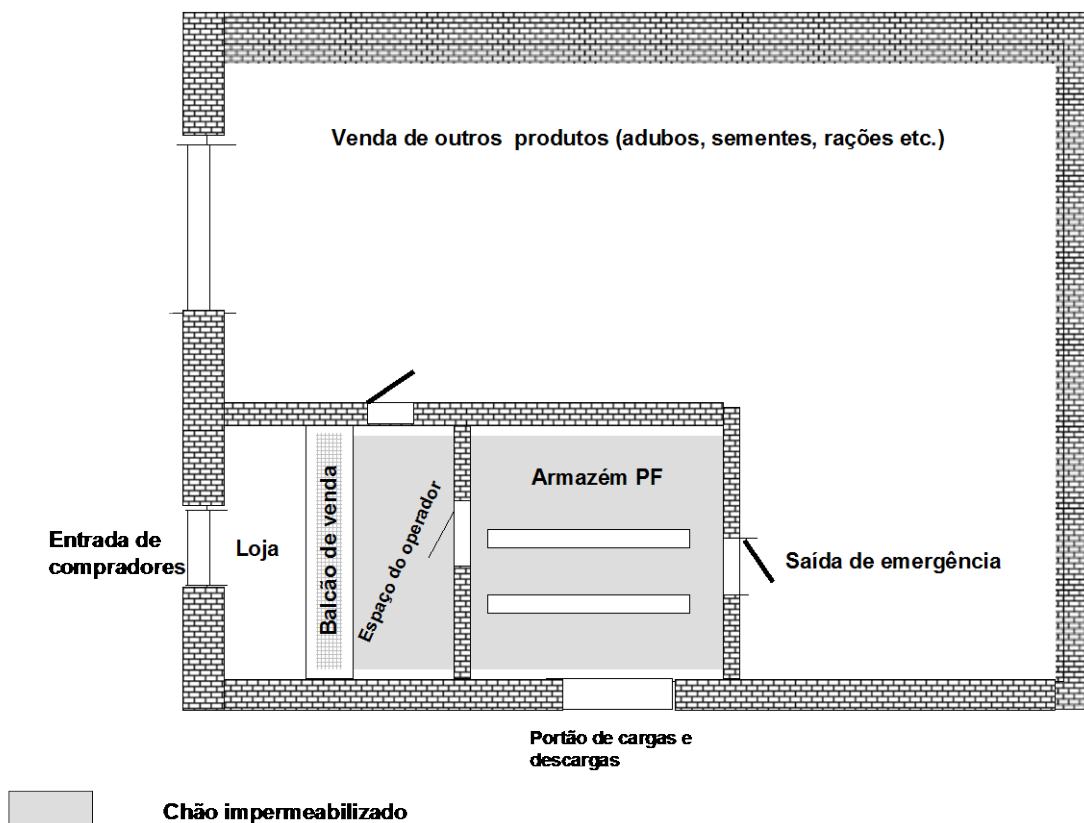 Venda de outros produtos (adubos, sementes, rações etc.)
Armazém PF
Balcão de venda
Espaço do operador
Entrada de
compradores
Loja
Saída de emergência
Portão de cargas e
descargas
Chão impermeabilizado